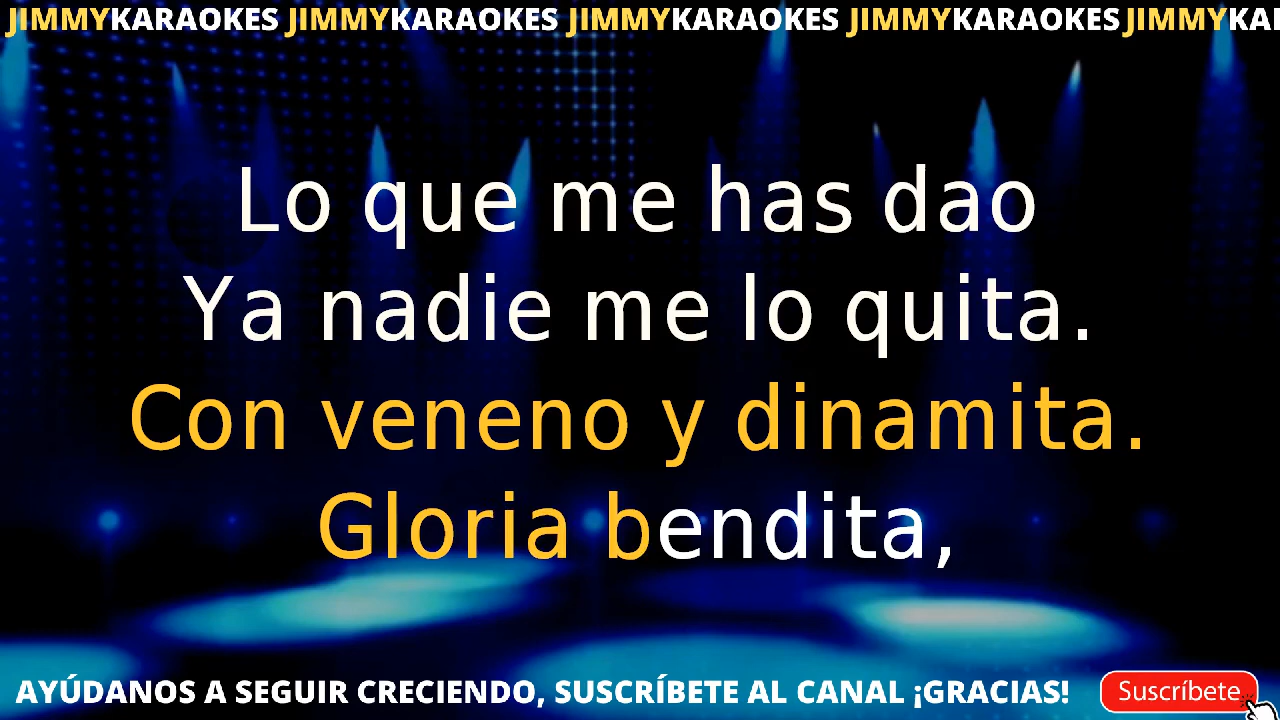 JIMMYKARAOKES JIMMYKARAOKES JIMMYKARAOKES JIMMYKARAOKES JIMMYKA
Lo que me has dao
Ya nadie me lo quita.
Con veneno y dinamita.
Gloria bendita,
AYÚDANOS A SEGUIR CRECIENDO, SUSCRÍBETE AL CANAL ¡GRACIAS!
Suscríbete